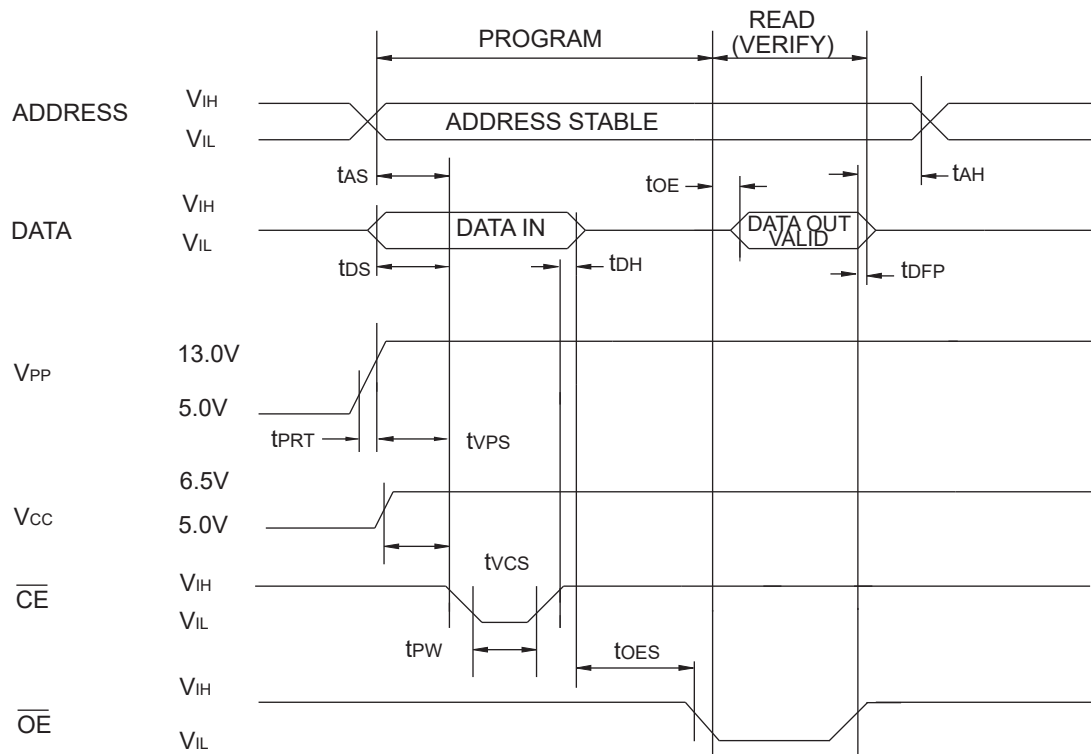 PROGRAM
READ
(VERIFY)
ADDRESS
VIH
VIL
ADDRESS STABLE
tAS
tOE
tAH
DATA
VIH
VIL
DATA IN
DATA OUT
VALID
tDS
tDH
tDFP
VPP
13.0V
5.0V
tPRT
tVPS
VCC
6.5V
5.0V
tVCS
CE
VIH
VIL
tPW
tOES
OE
VIH
VIL